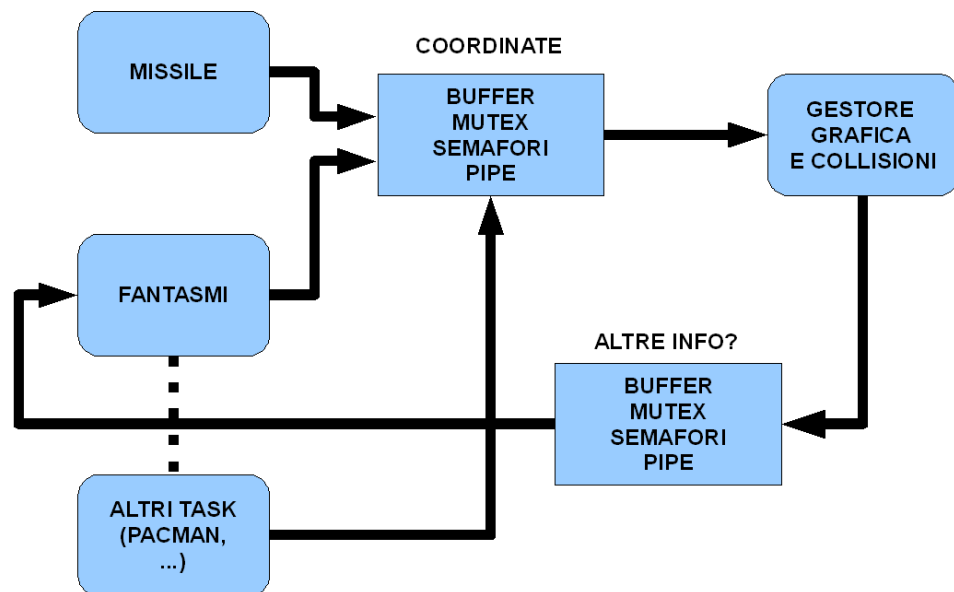 MISSILE
COORDINATE
BUFFER
MUTEX
SEMAFORI
PIPE
GESTORE
GRAFICA
E COLLISIONI
FANTASMI
ALTRE INFO?
BUFFER
MUTEX
SEMAFORI
PIPE
ALTRI TASK
(PACMAN,
...)